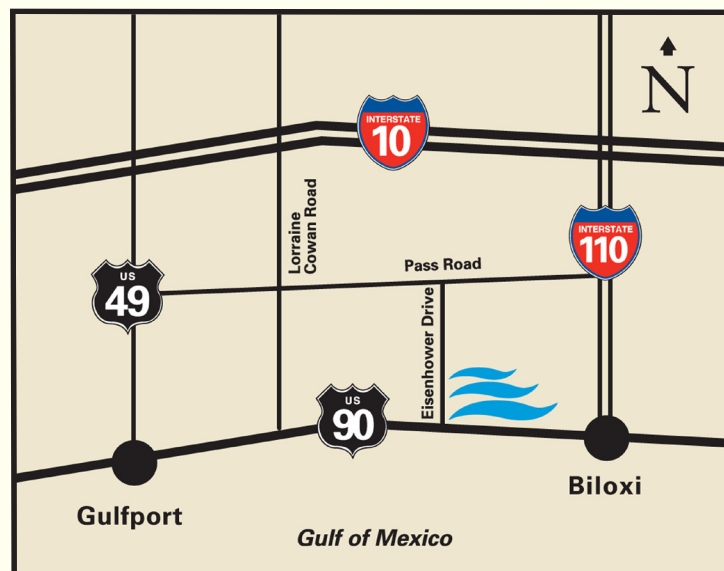 N
INTERSTATE
10
Lorraine
Cowan Road
INTERSTATE
110
Pass Road
US
49
Eisenhower Drive
US
90
Gulfport
Biloxi
Gulf of Mexico